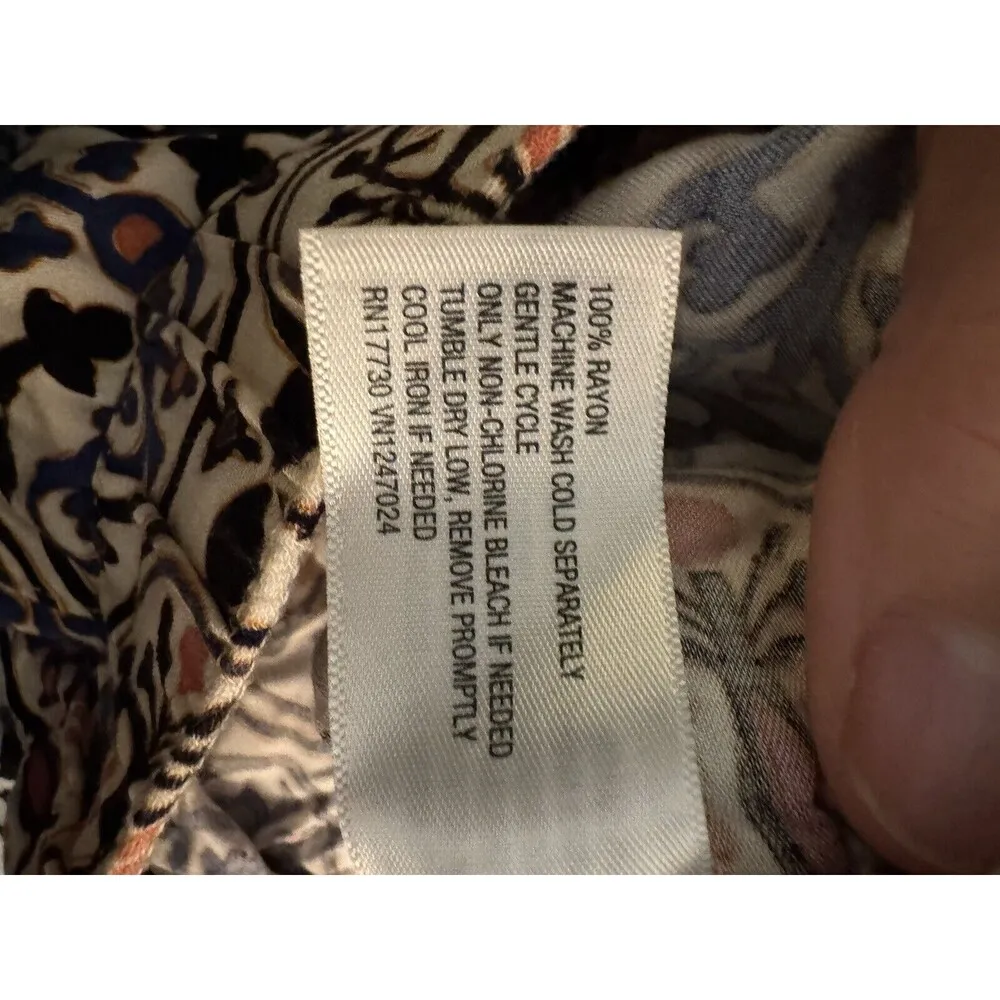 100% RAYON
MACHINE WASH COLD SEPARATELY
GENTLE CYCLE
ONLY NON-CHLORINE BLEACH IF NEEDED
TUMBLE DRY LOW, REMOVE PROMPTLY
COOL IRON IF NEEDED
RN17730 VN1247024